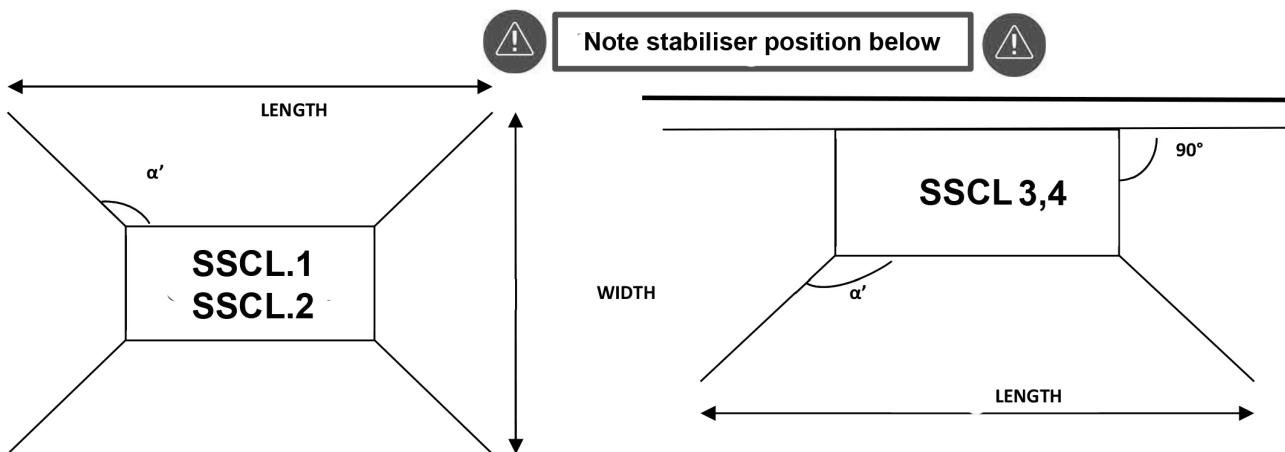 Note stabiliser position below
LENGTH
α’
SSCL.1
SSCL.2
WIDTH
90°
SSCL 3,4
α’
LENGTH